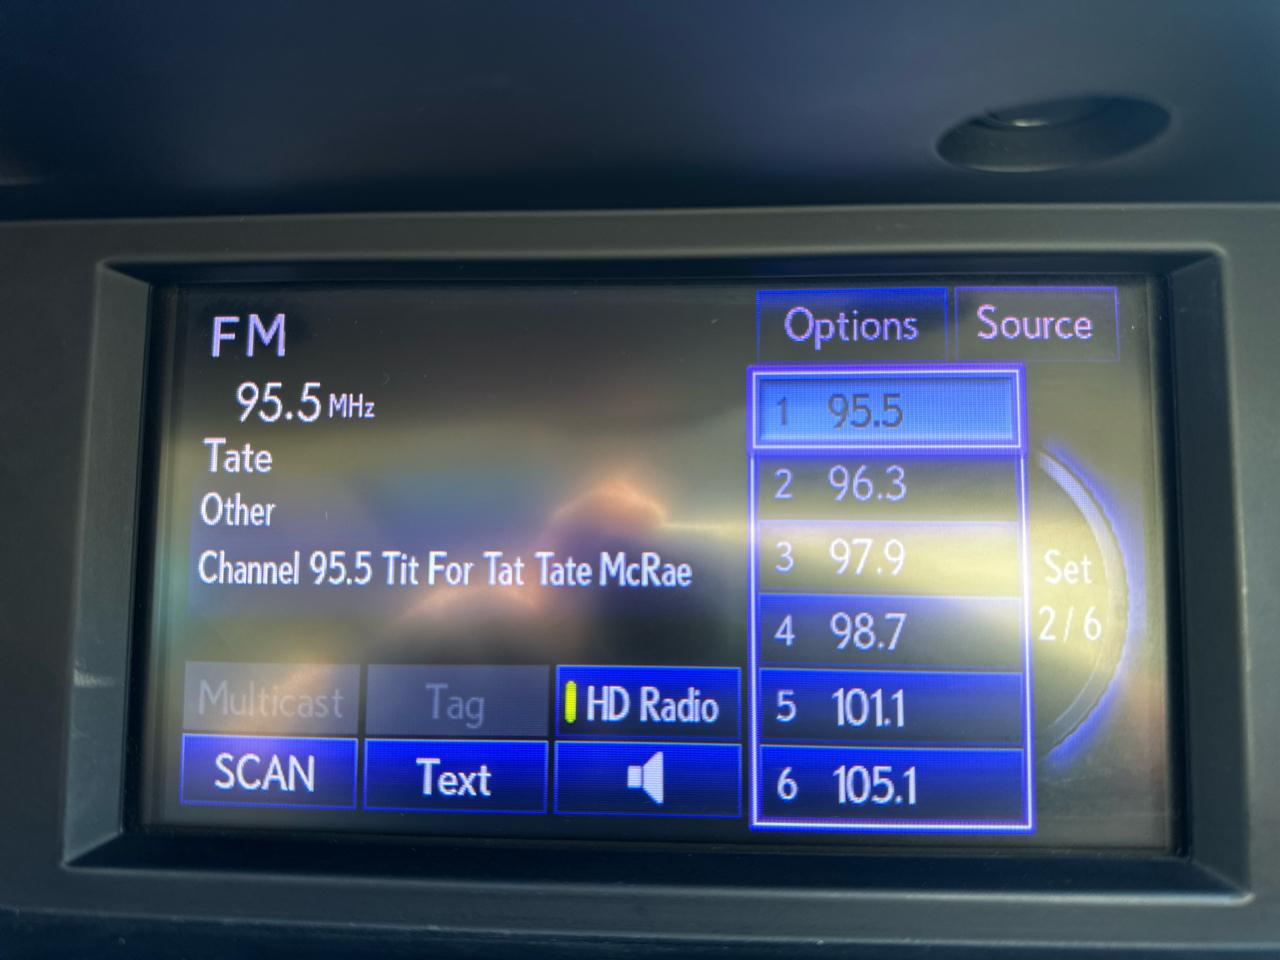 FM
95.5 MHz
Tate
Other
Channel 95.5 Tit For Tat Tate McRae
Multicast Tag HD Radio
SCAN Text
Options Source
1 95.5
2 96.3
3 97.9
4 98.7
5 101.1
6 105.1
Set
2/6